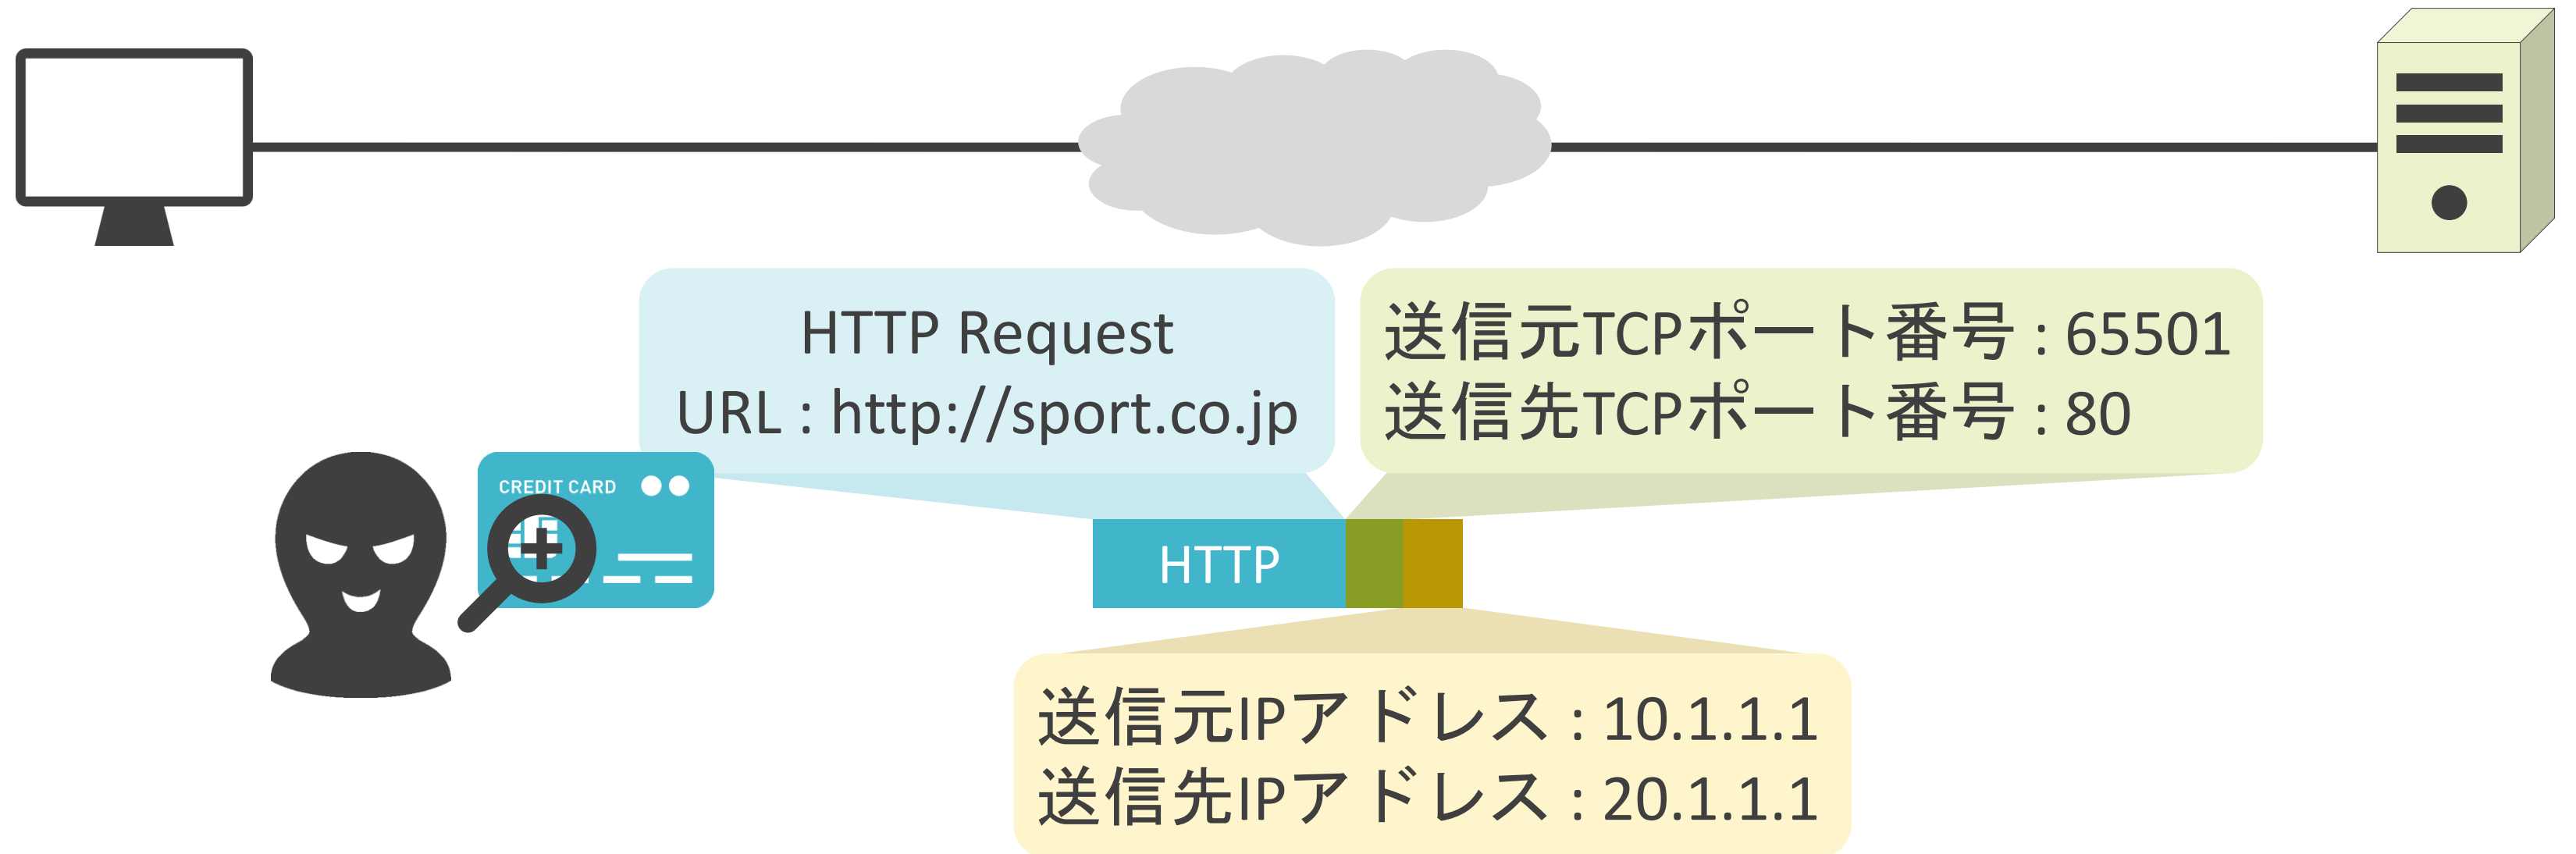 HTTP Request
URL : http://sport.co.jp
送信元TCPポート番号 : 65501
送信先TCPポート番号 : 80
CREDIT CARD
HTTP
送信元IPアドレス : 10.1.1.1
送信先IPアドレス : 20.1.1.1